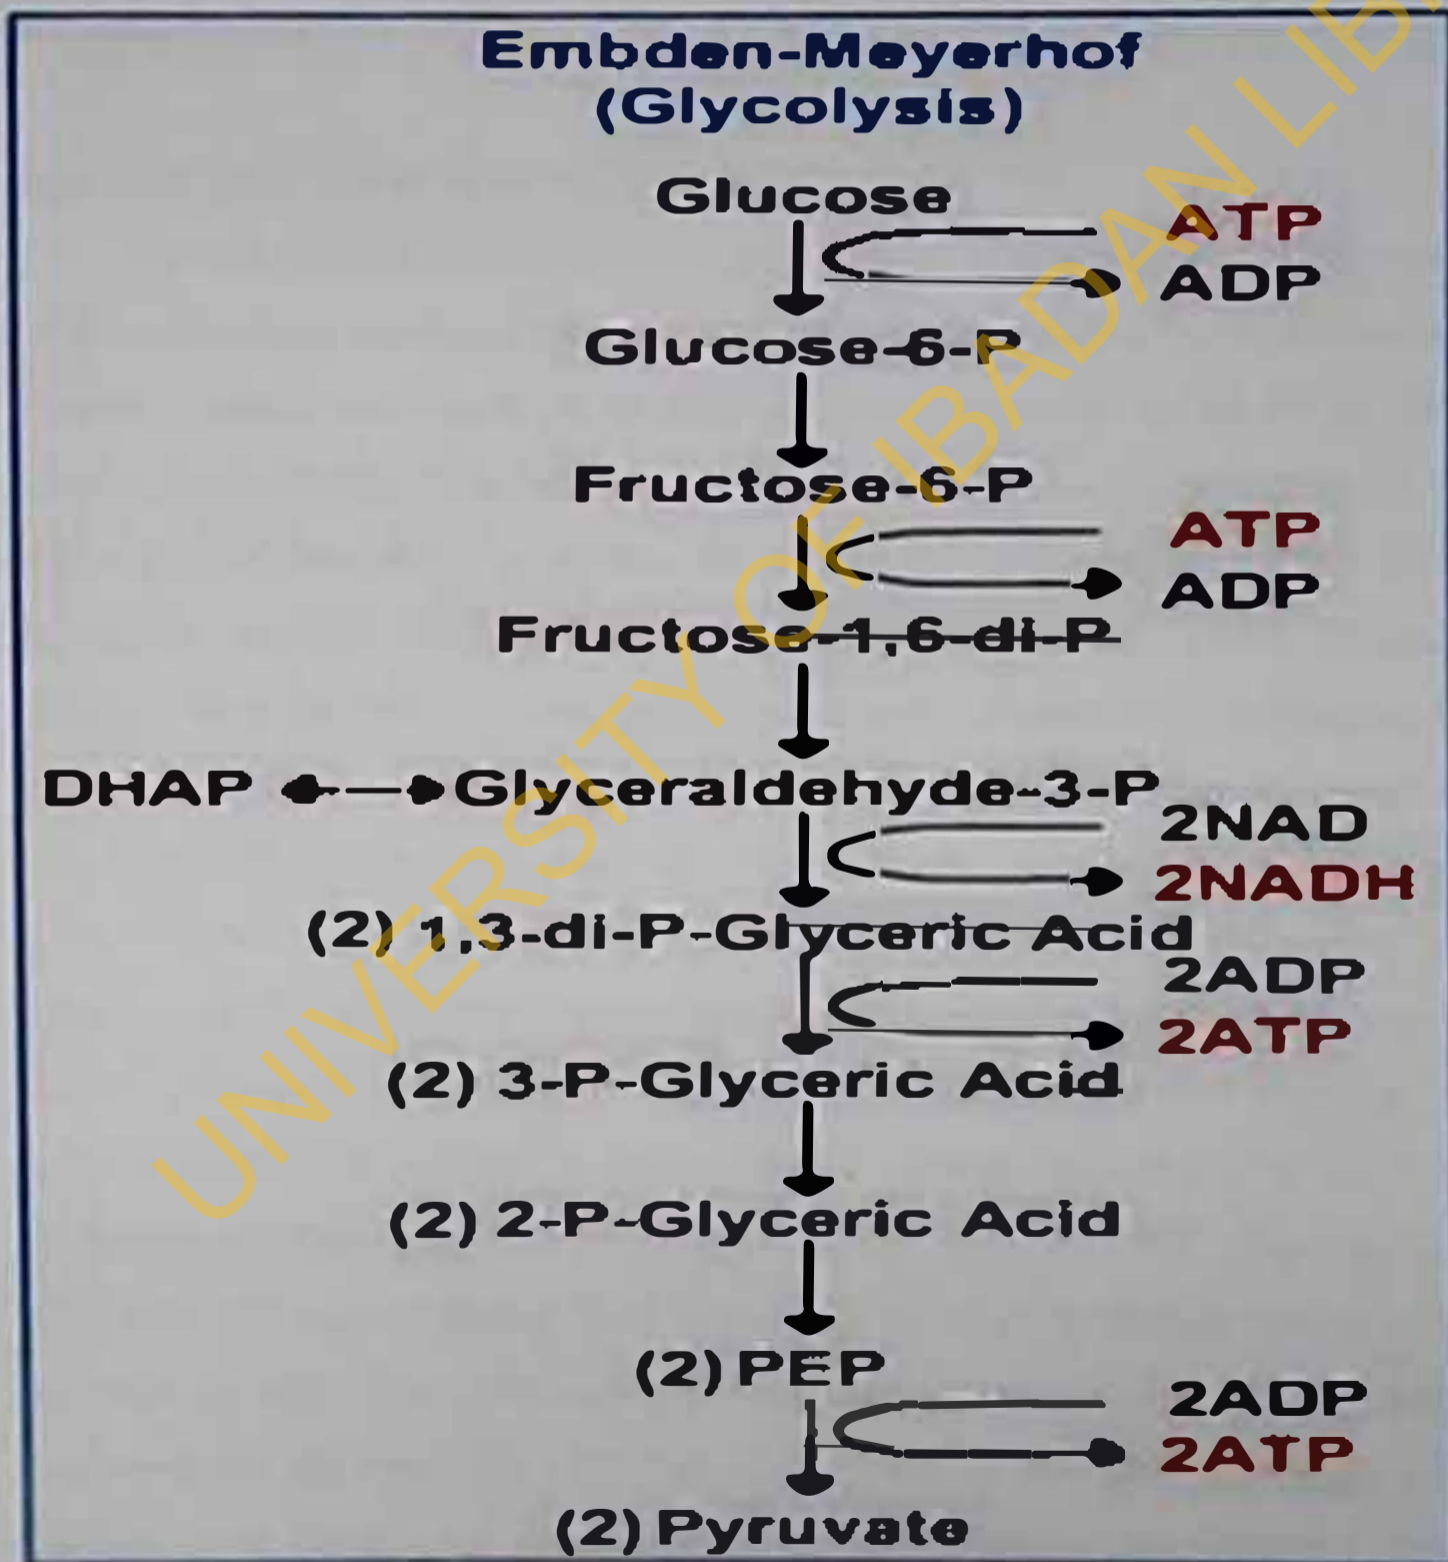 Embden-Meyerhof
(Glycolysis)
Glucose
ATP
ADP
Glucose-6-P
Fructose-6-P
ATP
ADP
Fructose-1,6-di-P
DHAP Glyceraldehyde-3-P
2NAD
2NADH
(2) 1,3-di-P-Glyceric Acid
2ADP
2ATP
(2) 3-P-Glyceric Acid
(2) 2-P-Glyceric Acid
(2) PEP
2ADP
2ATP
(2) Pyruvate
UNIVERSITY OF IBADAN LIB